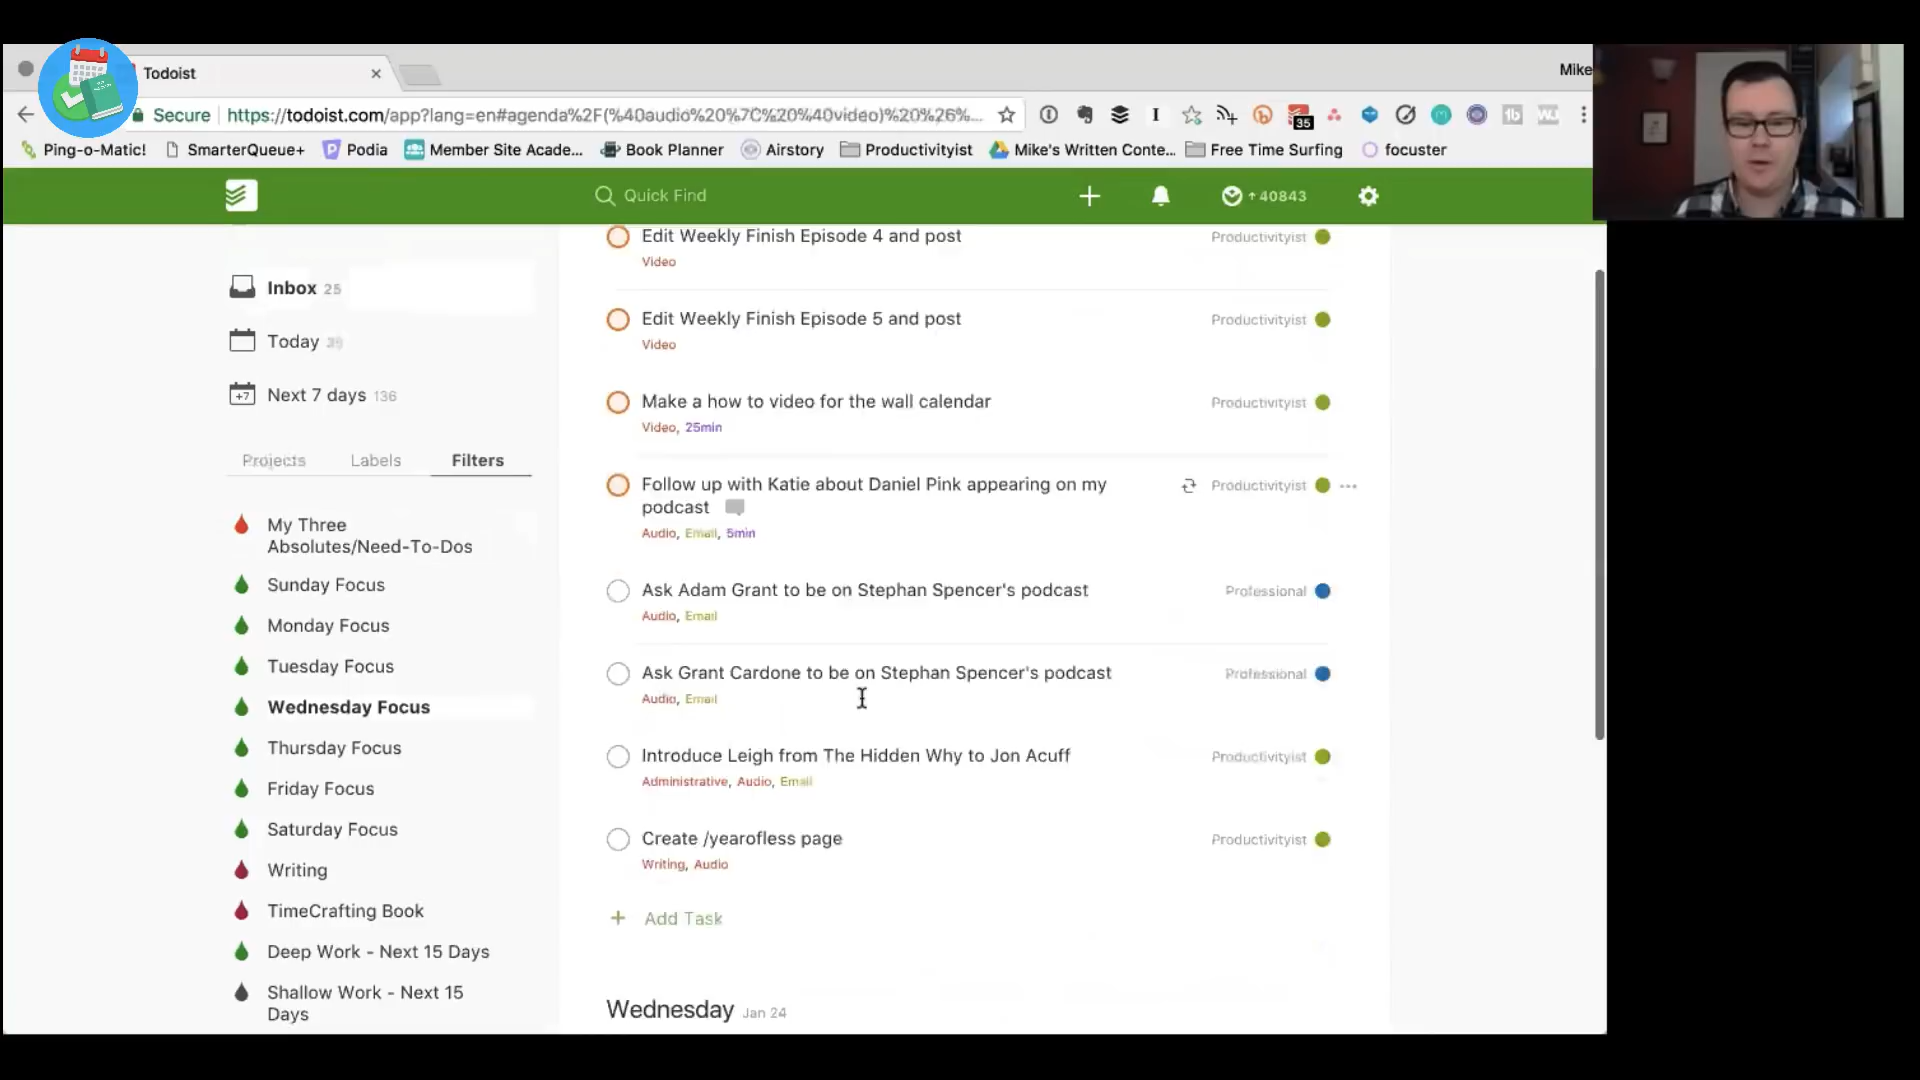 Todoist
Mike
Secure https://todoist.com/app?lang=en#agenda%2F(%40audio%20%7C%20%40video)%20%26%...
35
Ping-o-Matic! SmarterQueue+ Podia Member Site Acade... Book Planner Airstory Productivityist Mike's Written Conte... Free Time Surfing focuster
Quick Find
40843
Inbox 25
Today
Next 7 days 136
Projects Labels Filters
My Three
Absolutes/Need-To-Dos
Sunday Focus
Monday Focus
Tuesday Focus
Wednesday Focus
Thursday Focus
Friday Focus
Saturday Focus
Writing
TimeCrafting Book
Deep Work - Next 15 Days
Shallow Work - Next 15
Days
Edit Weekly Finish Episode 4 and post Productivityist
Video
Edit Weekly Finish Episode 5 and post Productivityist
Video
Make a how to video for the wall calendar Productivityist
Video, 25min
Follow up with Katie about Daniel Pink appearing on my Productivityist
podcast
Audio, Email, 5min
Ask Adam Grant to be on Stephan Spencer's podcast Professional
Audio, Email
Ask Grant Cardone to be on Stephan Spencer's podcast Professional
Audio, Email
Introduce Leigh from The Hidden Why to Jon Acuff Productivityist
Administrative, Audio, Email
Create /yearofless page Productivityist
Writing, Audio
+ Add Task
Wednesday Jan 24